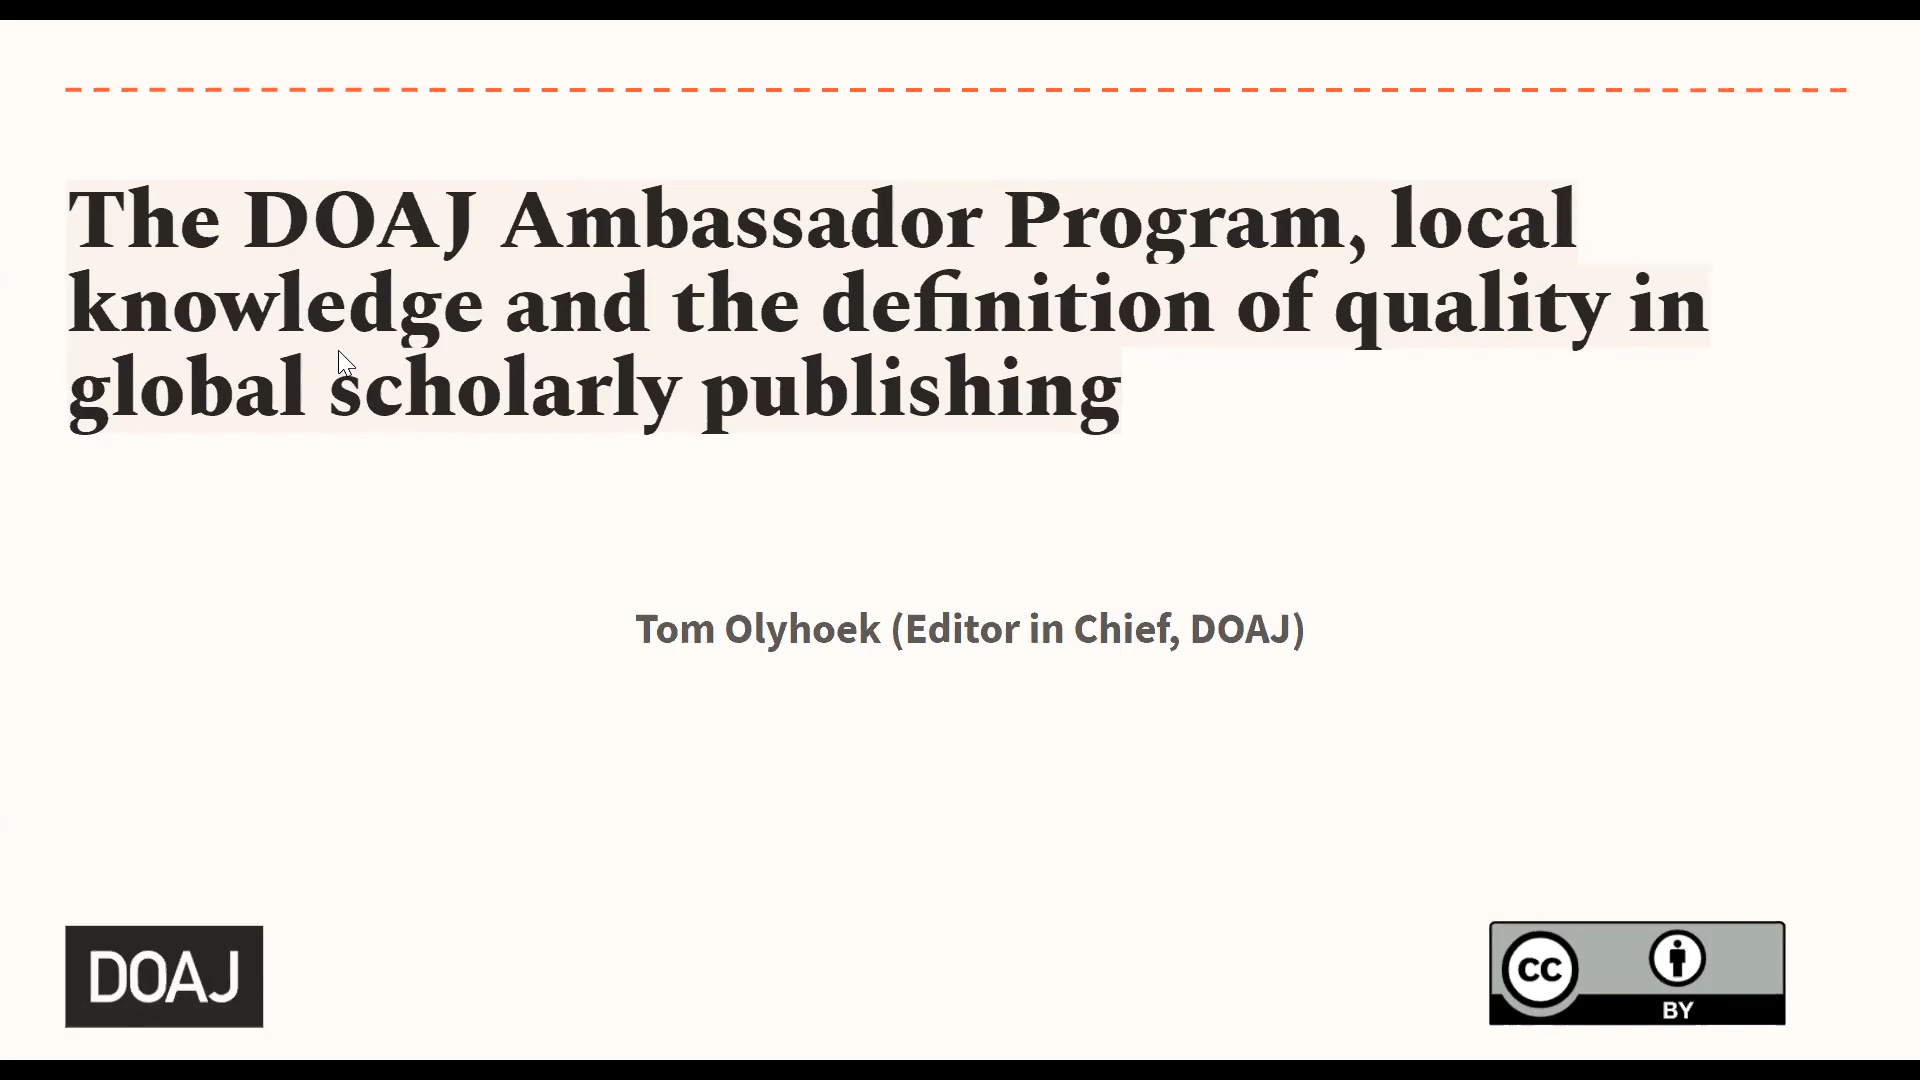 The DOAJ Ambassador Program, local
knowledge and the definition of quality in
global scholarly publishing
Tom Olyhoek (Editor in Chief, DOAJ)
DOAJ
CC
BY